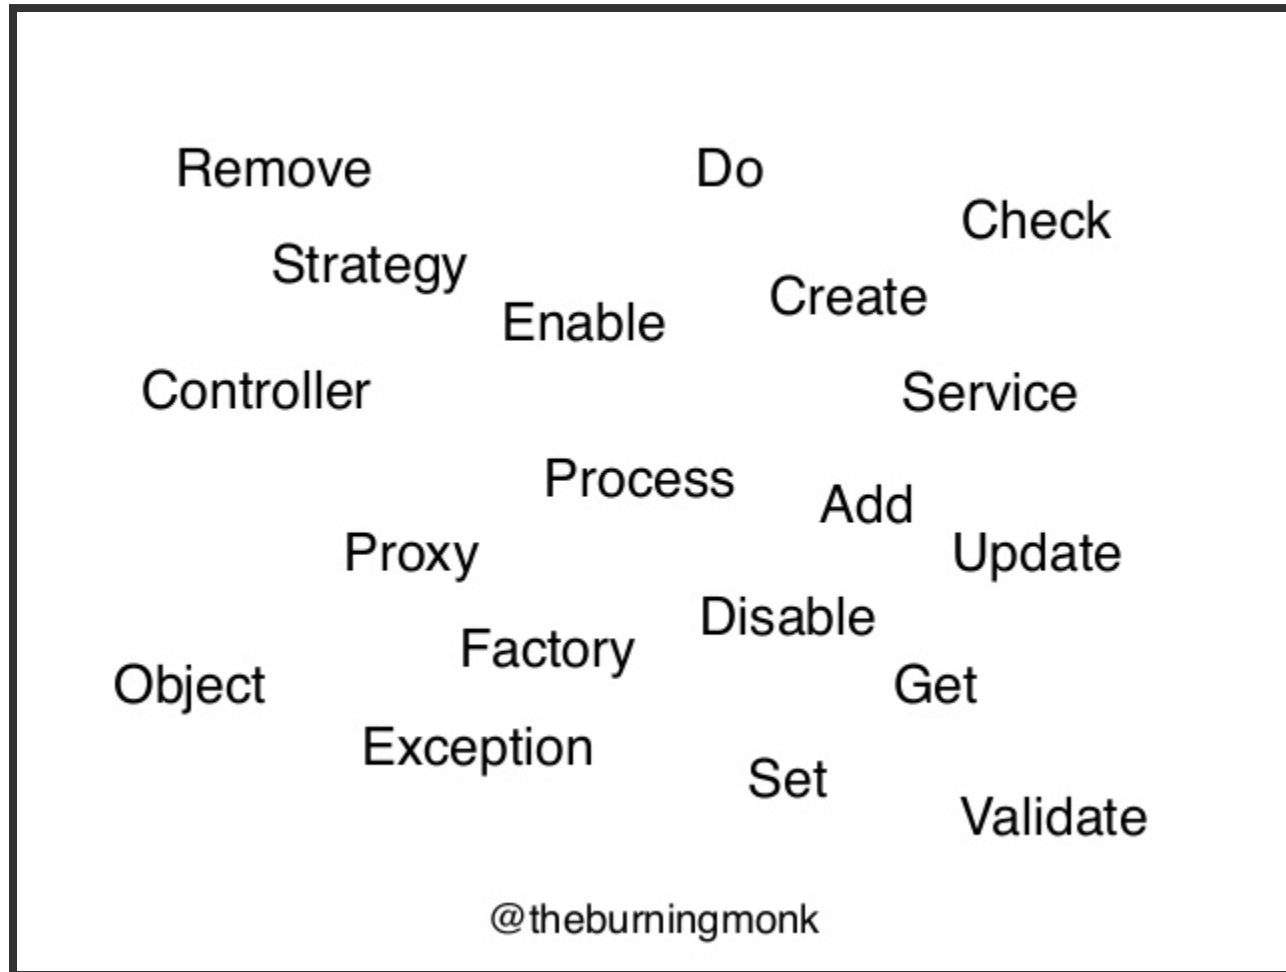 Remove
Do
Check
Strategy
Create
Enable
Controller
Service
Process
Add
Proxy
Update
Disable
Factory
Object
Get
Exception
Set
Validate
@theburningmonk